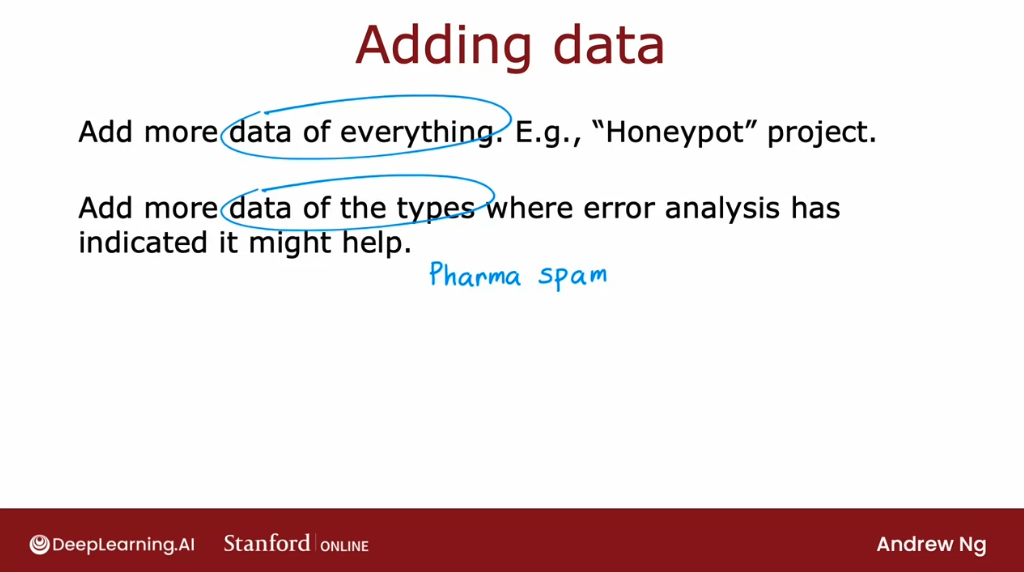 Adding data
Add more data of everything. E.g., “Honeypot” project.
Add more data of the types where error analysis has
indicated it might help.
Pharma spam
DeepLearning.AI Stanford | ONLINE Andrew Ng